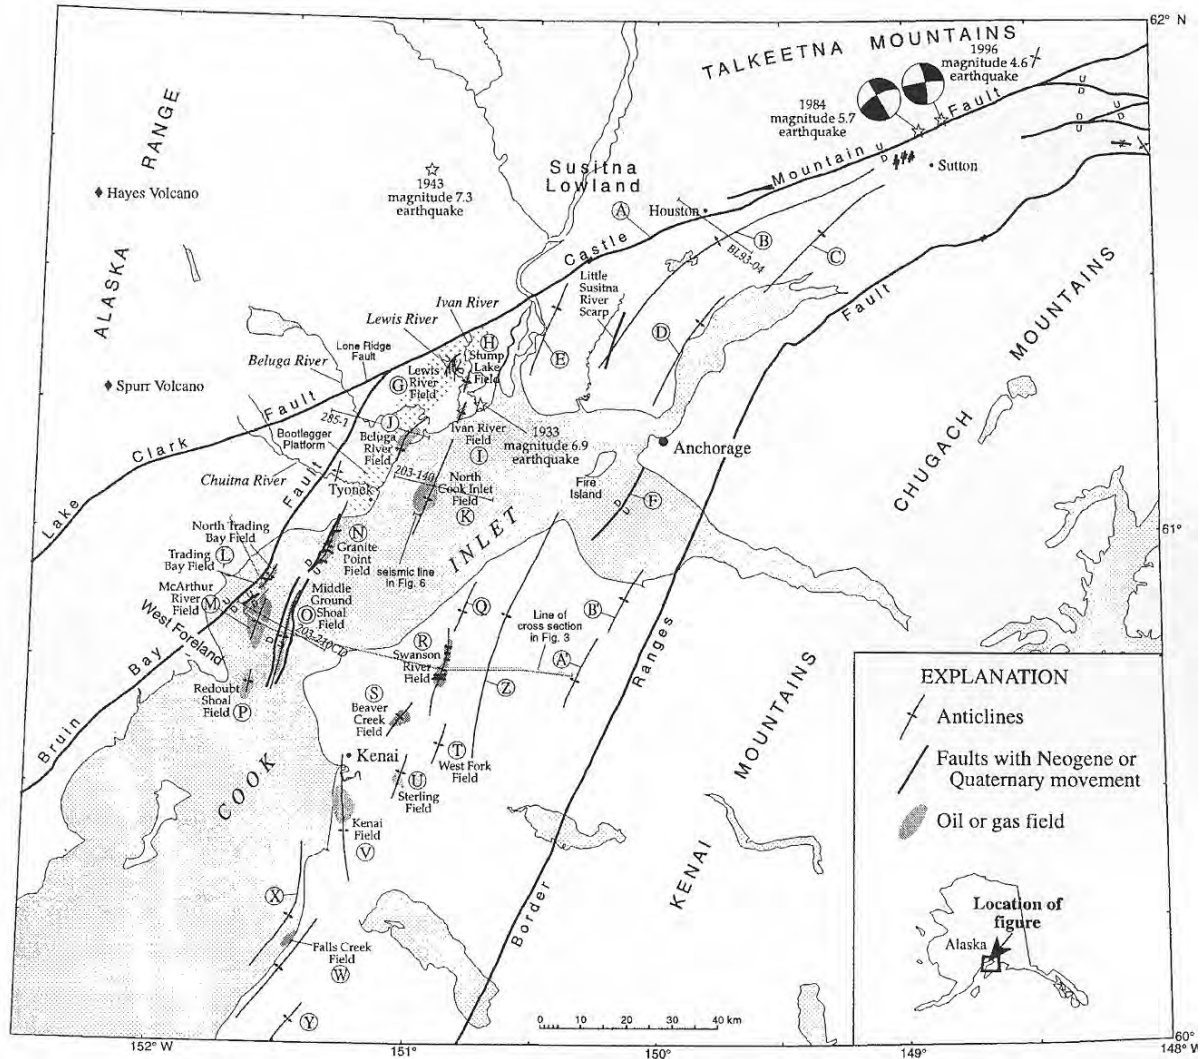 62° N
TALKEETNA MOUNTAINS
1996
magnitude 4.6
earthquake
1984
magnitude 5.7
earthquake
U
D
U
D
D
U
Mountain
U
D
Fault
Sutton
ALASKA RANGE
Hayes Volcano
1943
magnitude 7.3
earthquake
Susitna
Lowland
Houston
A
B
BL93-04
C
Castle
Little
Susitna
River
Scarp
D
E
Ivan River
Lewis River
Lone Ridge
Fault
Beluga River
H
Stump
Lake
Field
G
Lewis
River
Field
Spurr Volcano
Fault
285-1
J
Beluga
River
Field
Ivan River
Field
I
1933
magnitude 6.9
earthquake
Bootlegger
Platform
Clark
Chuitna River
Fault
Tyonek
203-140
North
Cook Inlet
Field
K
Fire
Island
Anchorage
Fault
CHUGACH MOUNTAINS
F
D
U
61°
Lake
North Trading
Bay Field
L
Trading
Bay Field
N
Granite
Point
Field
D
U
seismic line
in Fig. 6
INLET
McArthur
River
Field
M
U
D
D
U
O
Middle
Ground
Shoal
Field
D
203-210CD
West Foreland
Q
B'
Line of
cross section
in Fig. 3
R
Swanson
River
Field
A'
Z
Ranges
Bay
Redoubt
Shoal
Field
P
S
Beaver
Creek
Field
Bruin
Kenai
T
West Fork
Field
U
Sterling
Field
COOK
Kenai
Field
V
KENAI MOUNTAINS
X
Falls Creek
Field
W
Border
Y
EXPLANATION
Anticlines
Faults with Neogene or
Quaternary movement
Oil or gas field
Location of
figure
Alaska
0 10 20 30 40 km
152° W
151°
150°
149°
148° W
60° N